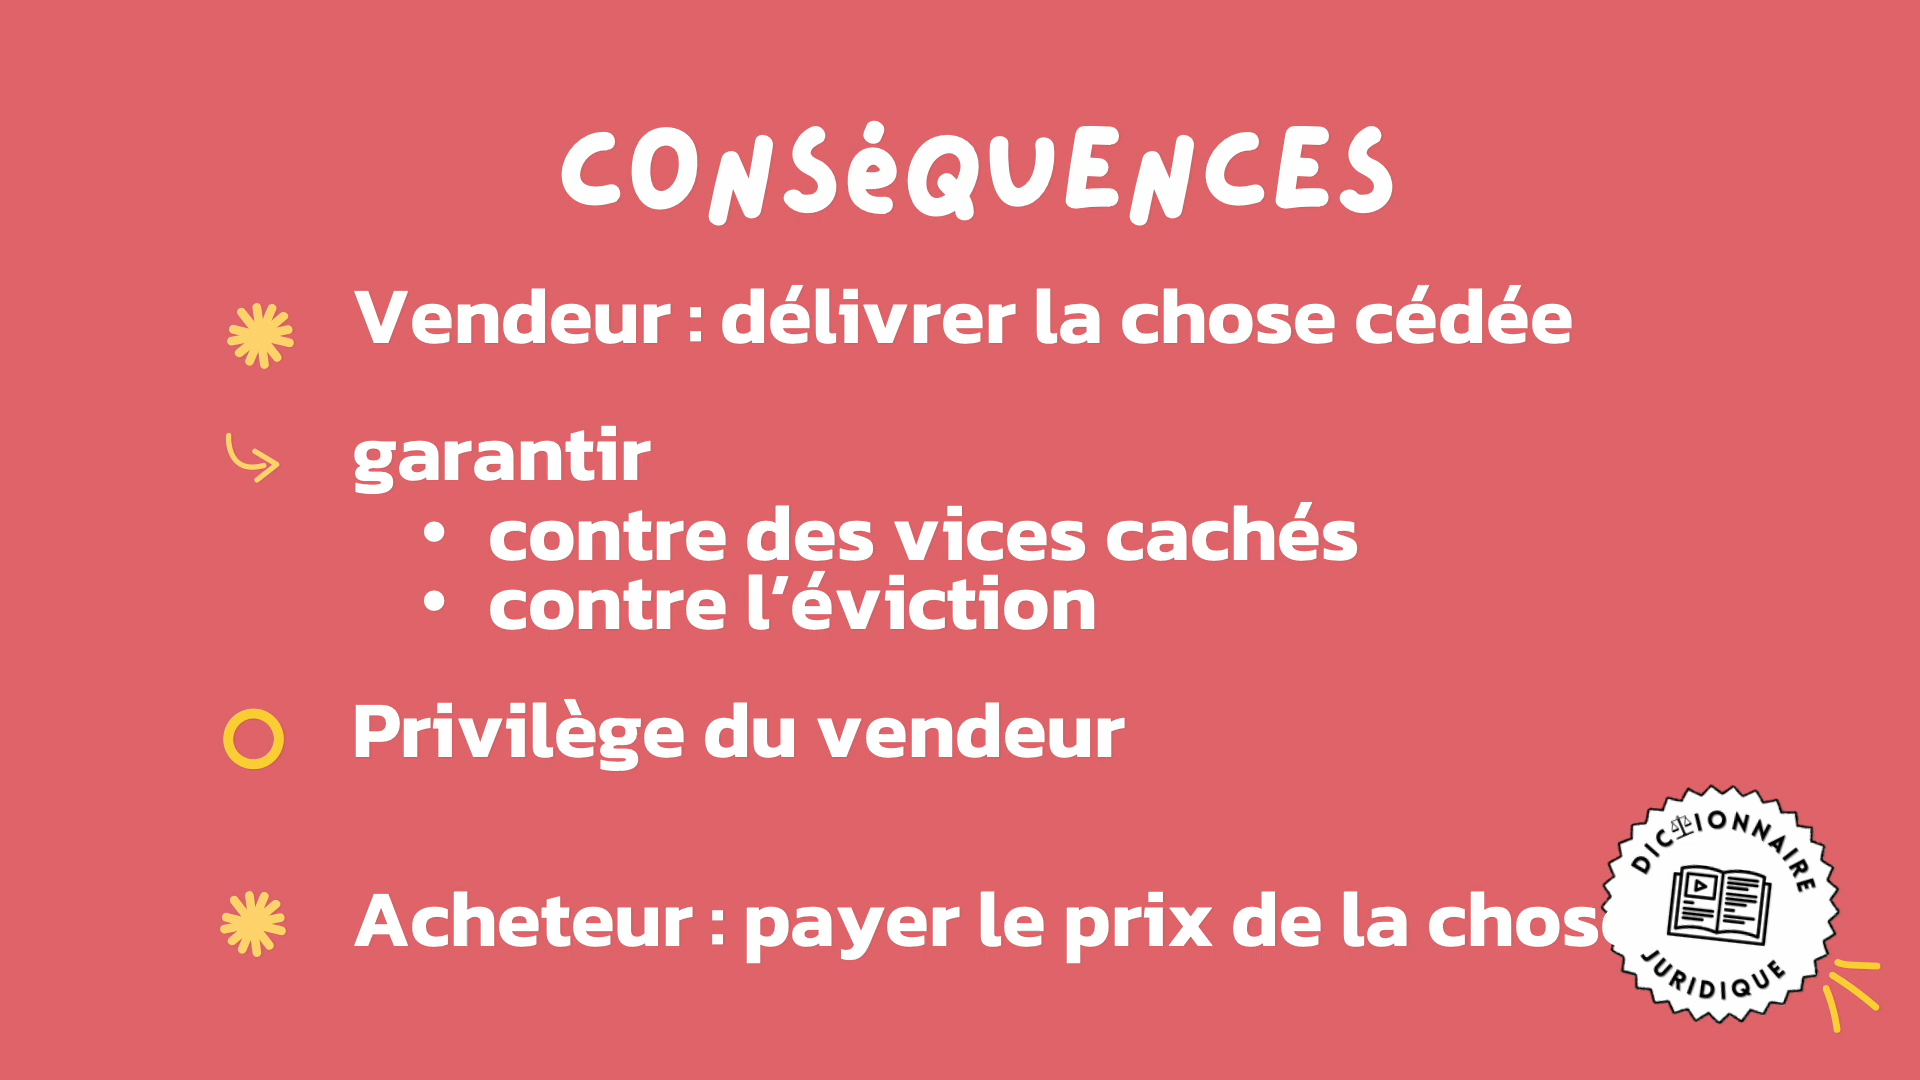 CONSÉQUENCES
Vendeur : délivrer la chose cédée
garantir
• contre des vices cachés
• contre l’éviction
Privilège du vendeur
Acheteur : payer le prix de la chose
DICTIONNAIRE
JURIDIQUE